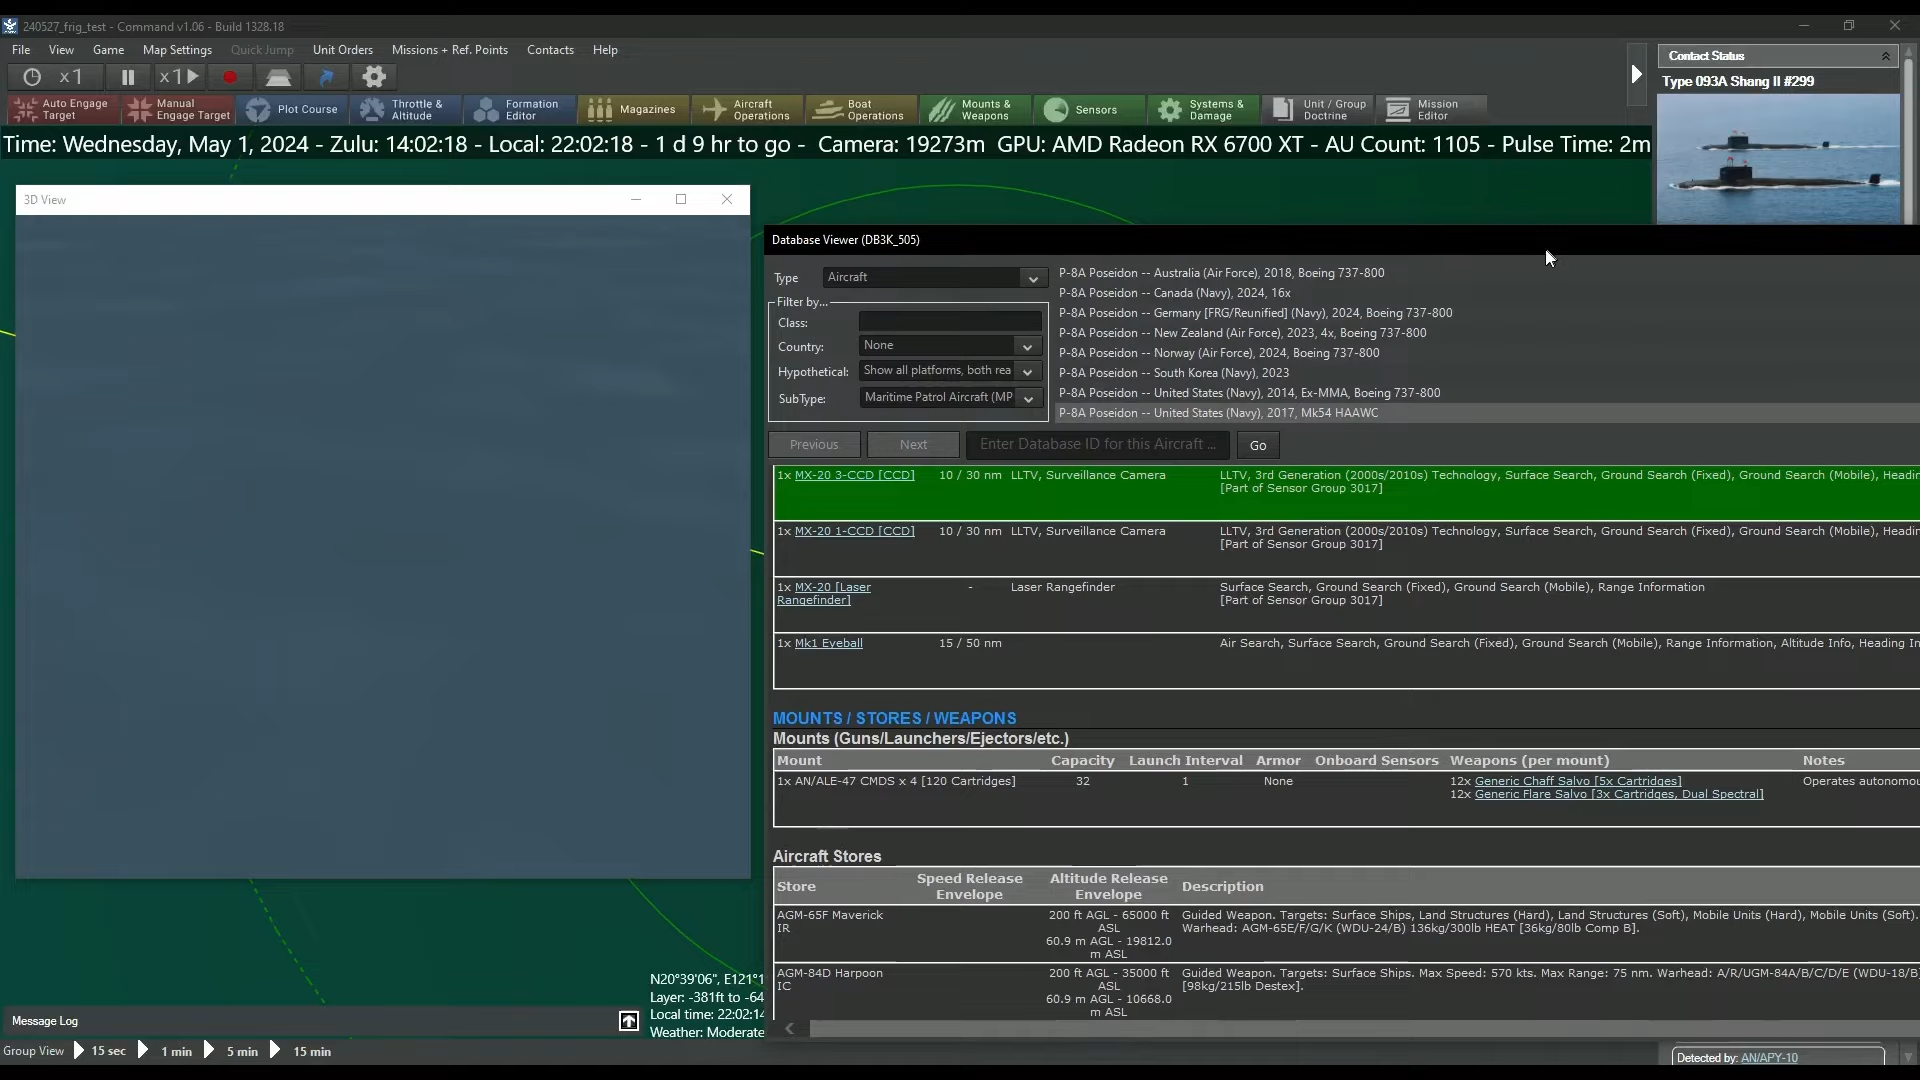 240527_frig_test - Command v1.06 - Build 1328.18
File View Game Map Settings Quick Jump Unit Orders Missions + Ref. Points Contacts Help
x1 x1
Auto Engage Target
Manual Engage Target
Plot Course
Throttle & Altitude
Formation Editor
Magazines
Aircraft Operations
Boat Operations
Mounts & Weapons
Sensors
Systems & Damage
Unit / Group Doctrine
Mission Editor
Time: Wednesday, May 1, 2024 - Zulu: 14:02:18 - Local: 22:02:18 - 1 d 9 hr to go - Camera: 19273m GPU: AMD Radeon RX 6700 XT - AU Count: 1105 - Pulse Time: 2m
Contact Status
Type 093A Shang II #299
3D View
Database Viewer (DB3K_505)
Type Aircraft
Filter by...
Class:
Country: None
Hypothetical: Show all platforms, both rea
SubType: Maritime Patrol Aircraft (MP
P-8A Poseidon -- Australia (Air Force), 2018, Boeing 737-800
P-8A Poseidon -- Canada (Navy), 2024, 16x
P-8A Poseidon -- Germany [FRG/Reunified] (Navy), 2024, Boeing 737-800
P-8A Poseidon -- New Zealand (Air Force), 2023, 4x, Boeing 737-800
P-8A Poseidon -- Norway (Air Force), 2024, Boeing 737-800
P-8A Poseidon -- South Korea (Navy), 2023
P-8A Poseidon -- United States (Navy), 2014, Ex-MMA, Boeing 737-800
P-8A Poseidon -- United States (Navy), 2017, Mk54 HAAWC
Previous Next Enter Database ID for this Aircraft ... Go
1x MX-20 3-CCD [CCD] 10 / 30 nm LLTV, Surveillance Camera LLTV, 3rd Generation (2000s/2010s) Technology, Surface Search, Ground Search (Fixed), Ground Search (Mobile), Headin
[Part of Sensor Group 3017]
1x MX-20 1-CCD [CCD] 10 / 30 nm LLTV, Surveillance Camera LLTV, 3rd Generation (2000s/2010s) Technology, Surface Search, Ground Search (Fixed), Ground Search (Mobile), Headin
[Part of Sensor Group 3017]
1x MX-20 [Laser - Laser Rangefinder Surface Search, Ground Search (Fixed), Ground Search (Mobile), Range Information
Rangefinder] [Part of Sensor Group 3017]
1x Mk1 Eyeball 15 / 50 nm Air Search, Surface Search, Ground Search (Fixed), Ground Search (Mobile), Range Information, Altitude Info, Heading In
MOUNTS / STORES / WEAPONS
Mounts (Guns/Launchers/Ejectors/etc.)
Mount Capacity Launch Interval Armor Onboard Sensors Weapons (per mount) Notes
1x AN/ALE-47 CMDS x 4 [120 Cartridges] 32 1 None 12x Generic Chaff Salvo [5x Cartridges] Operates autonomou
12x Generic Flare Salvo [3x Cartridges, Dual Spectral]
Aircraft Stores
Store Speed Release Envelope Altitude Release Envelope Description
AGM-65F Maverick 200 ft AGL - 65000 ft Guided Weapon. Targets: Surface Ships, Land Structures (Hard), Land Structures (Soft), Mobile Units (Hard), Mobile Units (Soft).
IR ASL Warhead: AGM-65E/F/G/K (WDU-24/B) 136kg/300lb HEAT [36kg/80lb Comp B].
60.9 m AGL - 19812.0
m ASL
AGM-84D Harpoon 200 ft AGL - 35000 ft Guided Weapon. Targets: Surface Ships. Max Speed: 570 kts. Max Range: 75 nm. Warhead: A/R/UGM-84A/B/C/D/E (WDU-18/B)
IC ASL [98kg/215lb Destex].
60.9 m AGL - 10668.0
m ASL
N20°39'06", E121°1
Layer: -381ft to -64
Local time: 22:02:14
Weather: Moderate
Message Log
Group View 15 sec 1 min 5 min 15 min
Detected by: AN/APY-10